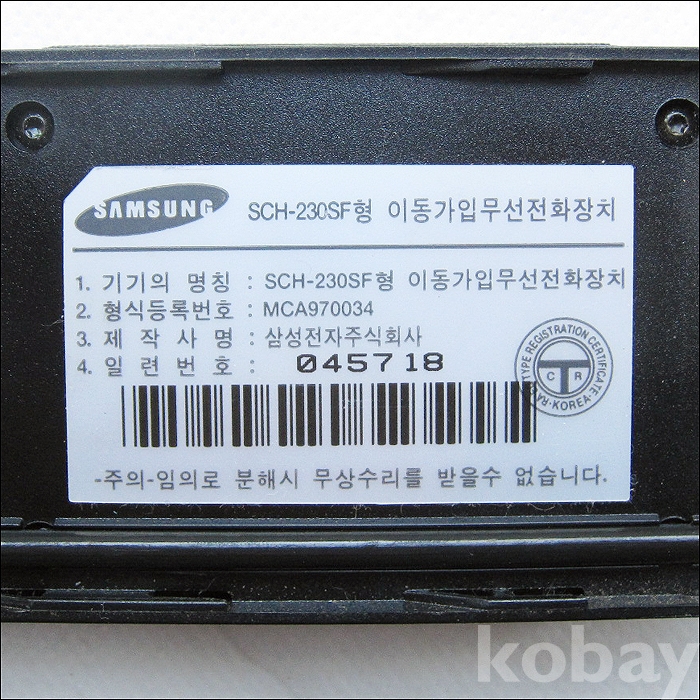 SAMSUNG SCH-230SF형 이동가입무선전화장치
1. 기기의 명칭 : SCH-230SF형 이동가입무선전화장치
2. 형식등록번호 : MCA970034
3. 제 작 사 명 : 삼성전자주식회사
4. 일 련 번 호 : 045718
TYPE REGISTRATION CERTIFICATE · RA · KOREA ·
C T R
-주의-임의로 분해시 무상수리를 받을수 없습니다.
kobay